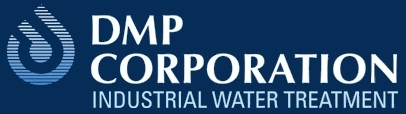 DMP
CORPORATION
INDUSTRIAL WATER TREATMENT